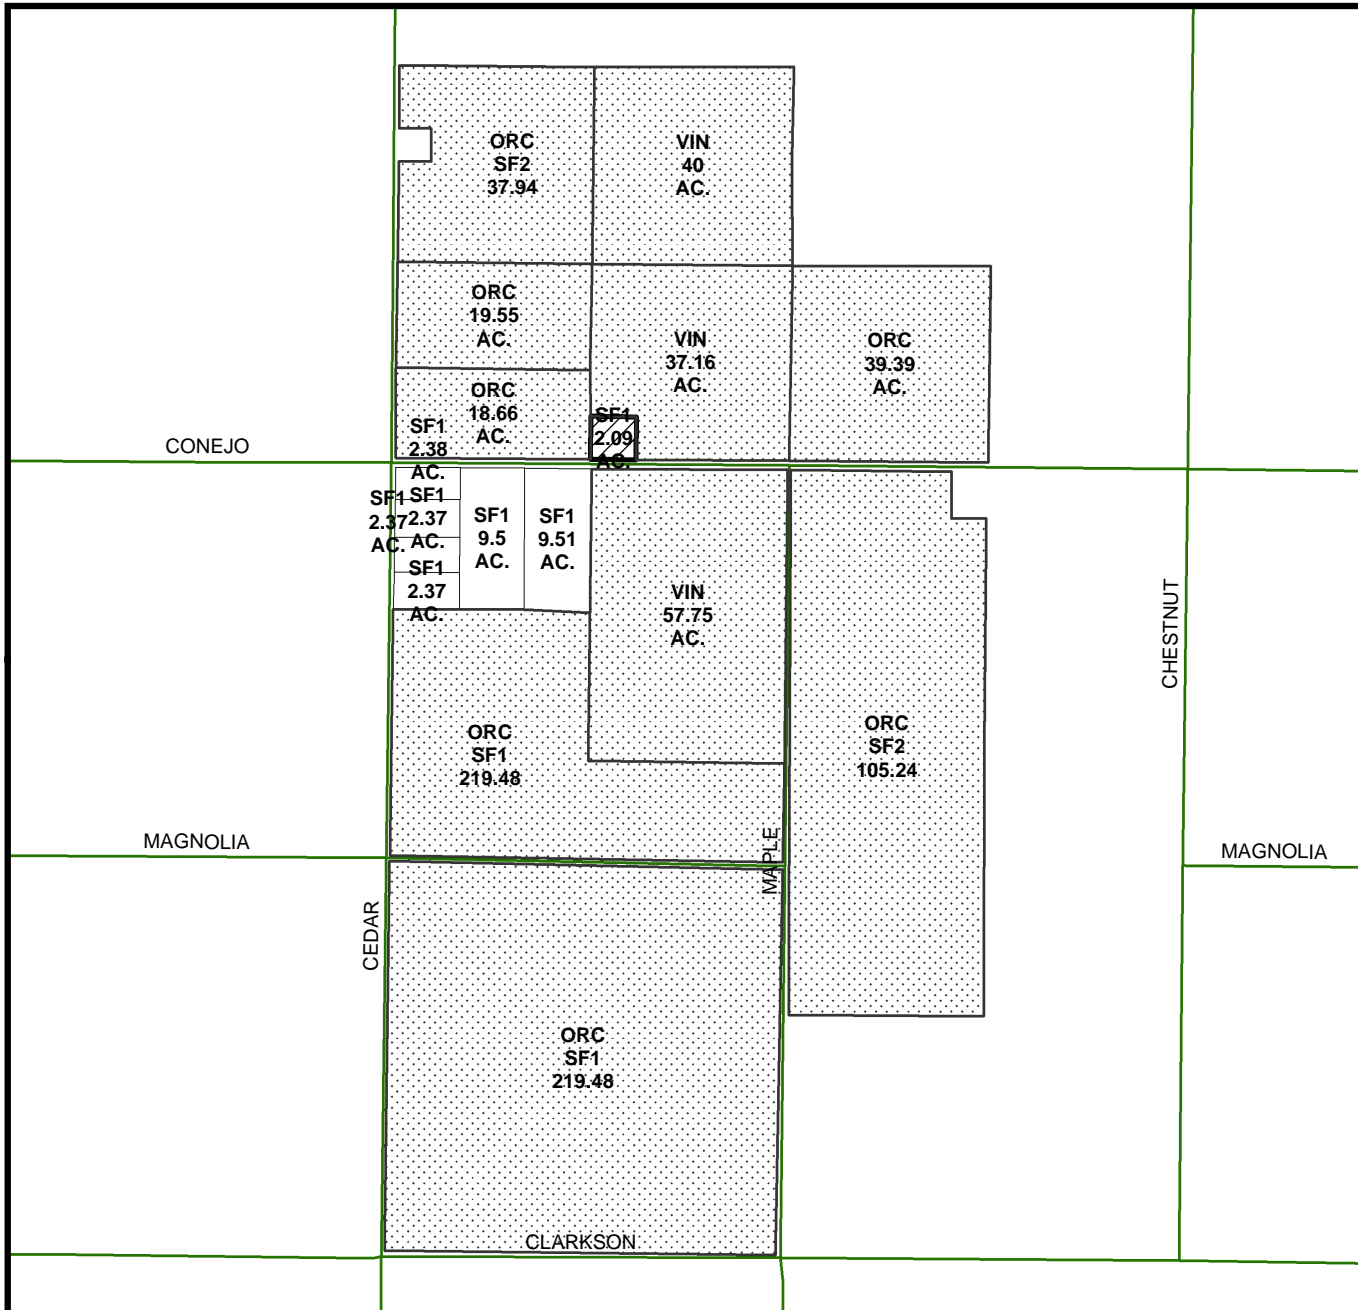 ORC
SF2
37.94
VIN
40
AC.
ORC
19.55
AC.
VIN
37.16
AC.
ORC
39.39
AC.
ORC
18.66
AC.
SF1
2.09
AC.
SF1
2.38
AC.
CONEJO
SF1
2.37
AC.
SF1
2.37
AC.
SF1
9.5
AC.
SF1
9.51
AC.
SF1
2.37
AC.
VIN
57.75
AC.
CHESTNUT
ORC
SF1
219.48
ORC
SF2
105.24
MAGNOLIA
MAPLE
MAGNOLIA
CEDAR
ORC
SF1
219.48
CLARKSON